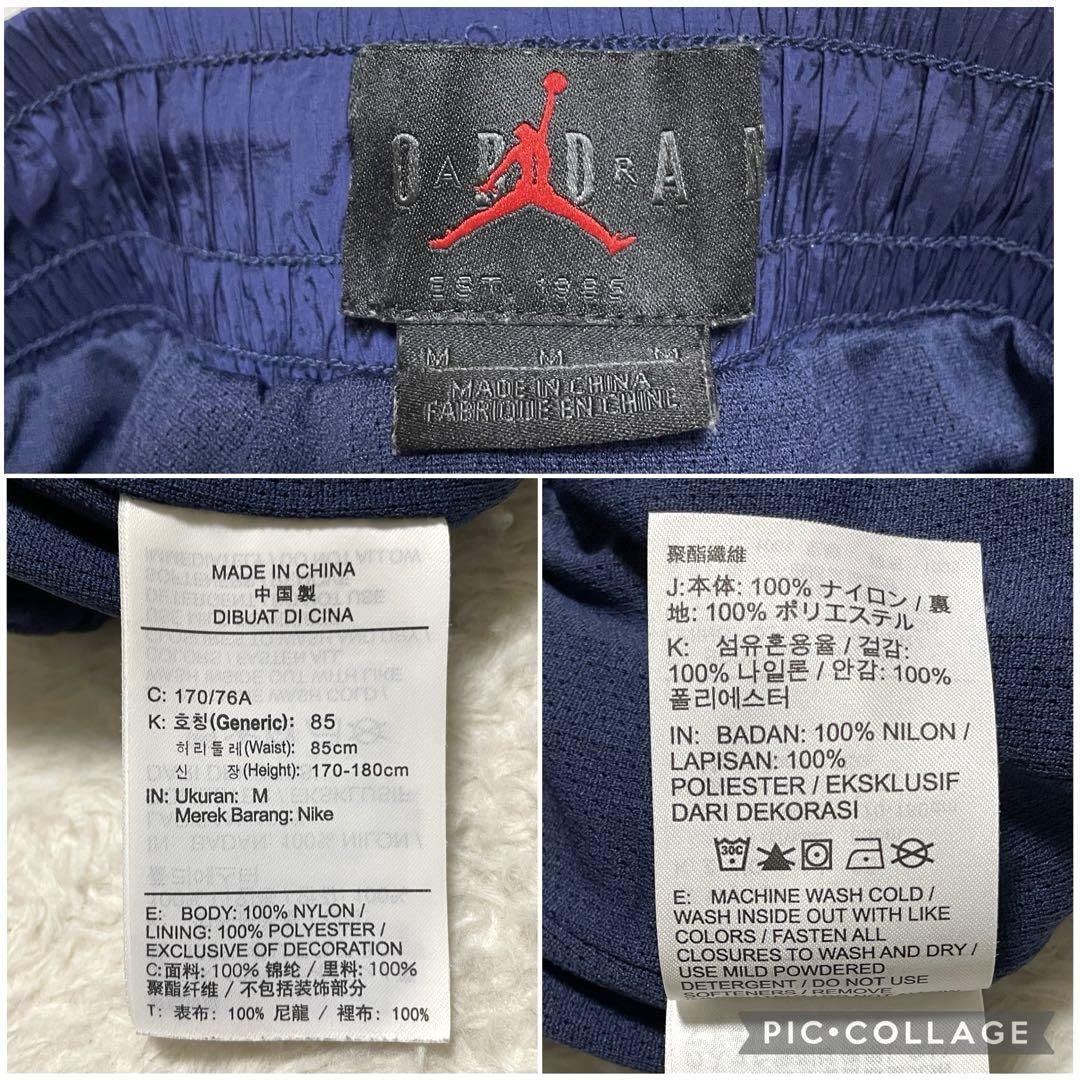 JORDAN
AIR
EST. 1985
M M M
MADE IN CHINA
FABRIQUE EN CHINE
MADE IN CHINA
中国製
DIBUAT DI CINA
C: 170/76A
K: 호칭(Generic): 85
허리둘레(Waist): 85cm
신 장(Height): 170-180cm
IN: Ukuran: M
Merek Barang: Nike
E: BODY: 100% NYLON /
LINING: 100% POLYESTER /
EXCLUSIVE OF DECORATION
C: 面料: 100% 锦纶 / 里料: 100%
聚酯纤维 / 不包括装饰部分
T: 表布: 100% 尼龍 / 裡布: 100%
聚酯纖維
J:本体: 100% ナイロン / 裏
地: 100% ポリエステル
K: 섬유혼용율 / 겉감:
100% 나일론 / 안감: 100%
폴리에스터
IN: BADAN: 100% NILON /
LAPISAN: 100%
POLIESTER / EKSKLUSIF
DARI DEKORASI
30C
E: MACHINE WASH COLD /
WASH INSIDE OUT WITH LIKE
COLORS / FASTEN ALL
CLOSURES TO WASH AND DRY /
USE MILD POWDERED
DETERGENT / DO NOT USE
SOFTENERS / REMOVE
PIC•COLLAGE